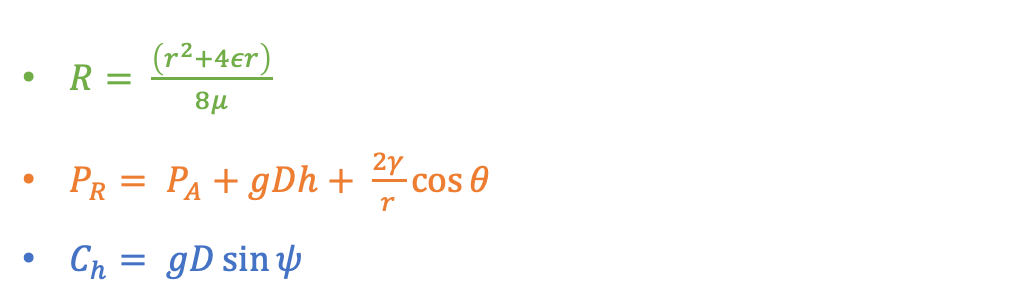 • R = (r²+4ϵr)/8μ
• P_R = P_A + gDh + 2γ/r cos θ
• C_h = gD sin ψ